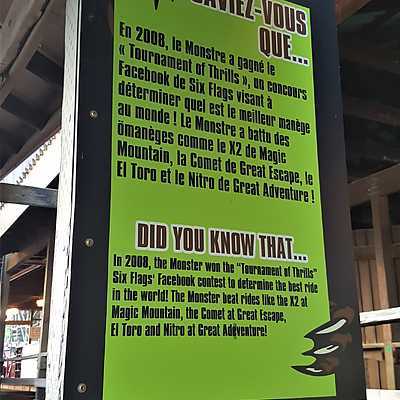 SAVIEZ-VOUS
QUE...
En 2008, le Monstre a gagné le
« Tournament of Thrills », un concours
Facebook de Six Flags visant à
déterminer quel est le meilleur manège
au monde ! Le Monstre a battu des
ömanèges comme le X2 de Magic
Mountain, la Comet de Great Escape, le
El Toro et le Nitro de Great Adventure !
DID YOU KNOW THAT...
In 2008, the Monster won the “Tournament of Thrills”
Six Flags' Facebook contest to determine the best ride
in the world! The Monster beat rides like the X2 at
Magic Mountain, the Comet at Great Escape,
El Toro and Nitro at Great Adventure!